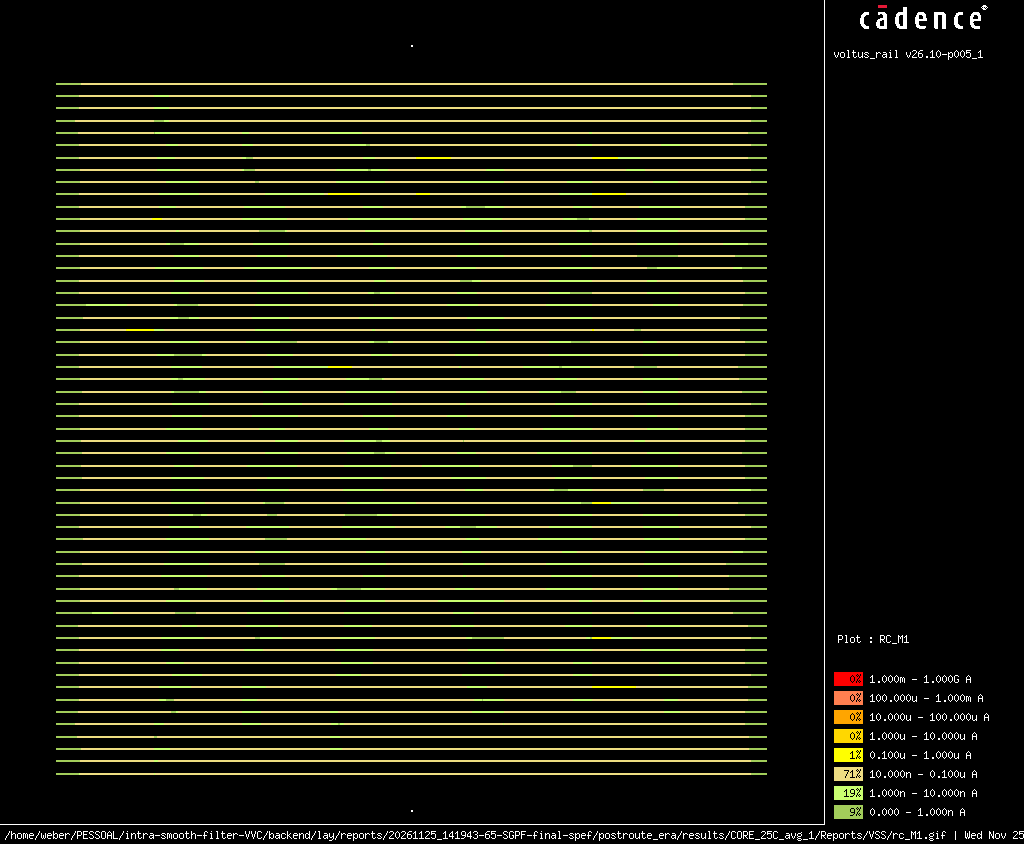 cādence®
voltus_rail v26.10-p005_1
Plot : RC_M1
0% 1.000m - 1.000G A
0% 100.000u - 1.000m A
0% 10.000u - 100.000u A
0% 1.000u - 10.000u A
1% 0.100u - 1.000u A
71% 10.000n - 0.100u A
19% 1.000n - 10.000n A
9% 0.000 - 1.000n A
/home/weber/PESSOAL/intra-smooth-filter-VVC/backend/lay/reports/20261125_141943-65-SGPF-final-spef/postroute_era/results/CORE_25C_avg_1/Reports/VSS/rc_M1.gif | Wed Nov 25